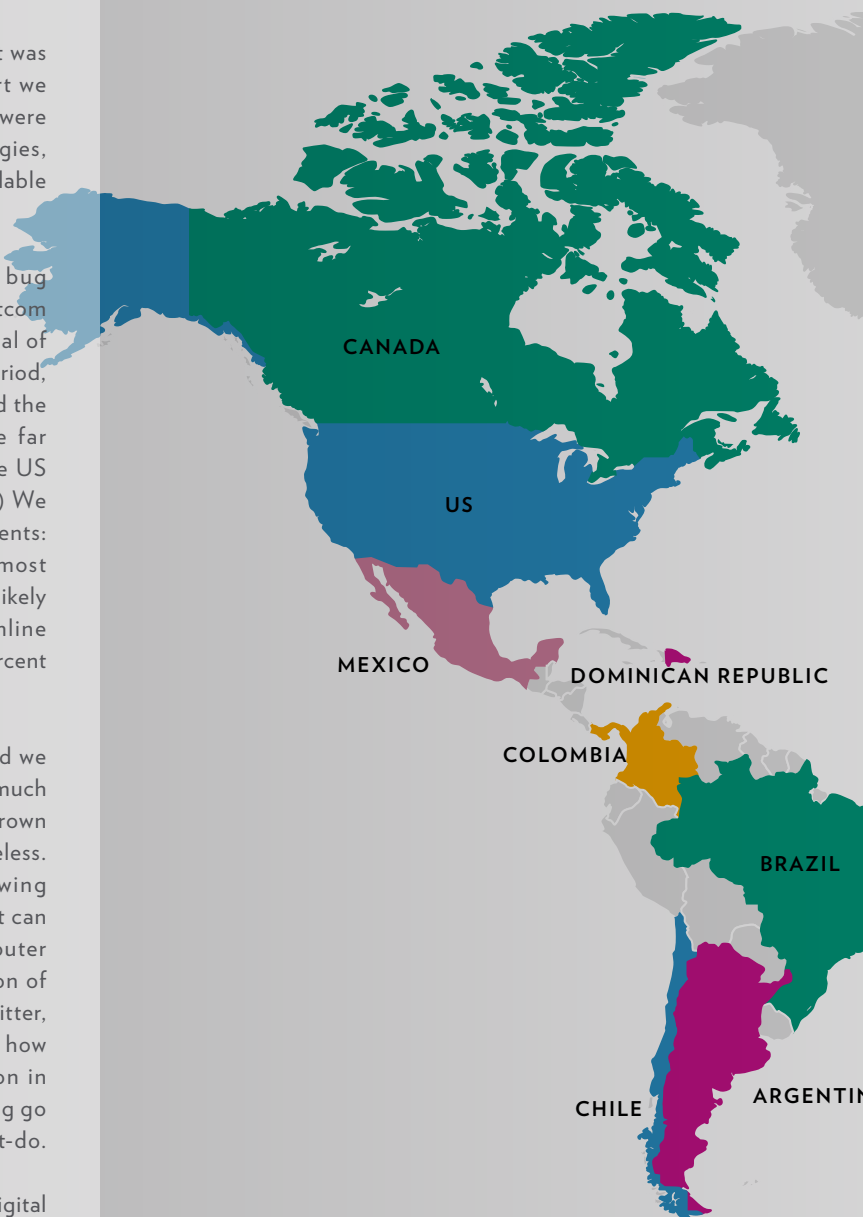 t was
rt we
were
gies,
lable
bug
tcom
al of
riod,
d the
e far
e US
) We
ents:
most
ikely
nline
rcent
d we
much
rown
eless.
wing
t can
outer
on of
itter,
how
on in
g go
t-do.
igital
CANADA
US
MEXICO
DOMINICAN REPUBLIC
COLOMBIA
BRAZIL
CHILE
ARGENTIN